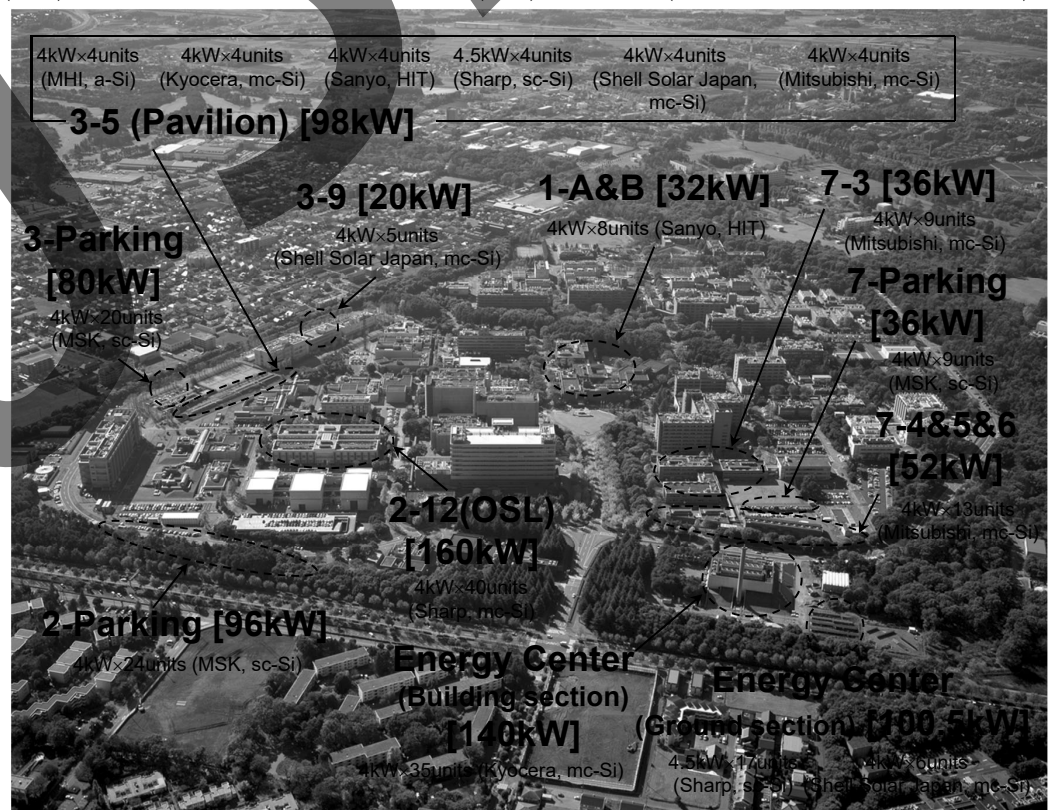 4kW×4units
(MHI, a-Si)
4kW×4units
(Kyocera, mc-Si)
4kW×4units
(Sanyo, HIT)
4.5kW×4units
(Sharp, sc-Si)
4kW×4units
(Shell Solar Japan,
mc-Si)
4kW×4units
(Mitsubishi, mc-Si)
3-5 (Pavilion) [98kW]
3-9 [20kW]
4kW×5units
(Shell Solar Japan, mc-Si)
1-A&B [32kW]
4kW×8units (Sanyo, HIT)
7-3 [36kW]
4kW×9units
(Mitsubishi, mc-Si)
3-Parking
[80kW]
4kW×20units
(MSK, sc-Si)
7-Parking
[36kW]
4kW×9units
(MSK, sc-Si)
7-4&5&6
[52kW]
4kW×13units
(Mitsubishi, mc-Si)
2-12(OSL)
[160kW]
4kW×40units
(Sharp, mc-Si)
2-Parking [96kW]
4kW×24units (MSK, sc-Si)
Energy Center
(Building section)
[140kW]
4kW×35units (Kyocera, mc-Si)
Energy Center
(Ground section) [100.5kW]
4.5kW×17units
(Sharp, sc-Si)
4kW×6units
(Shell Solar Japan, mc-Si)